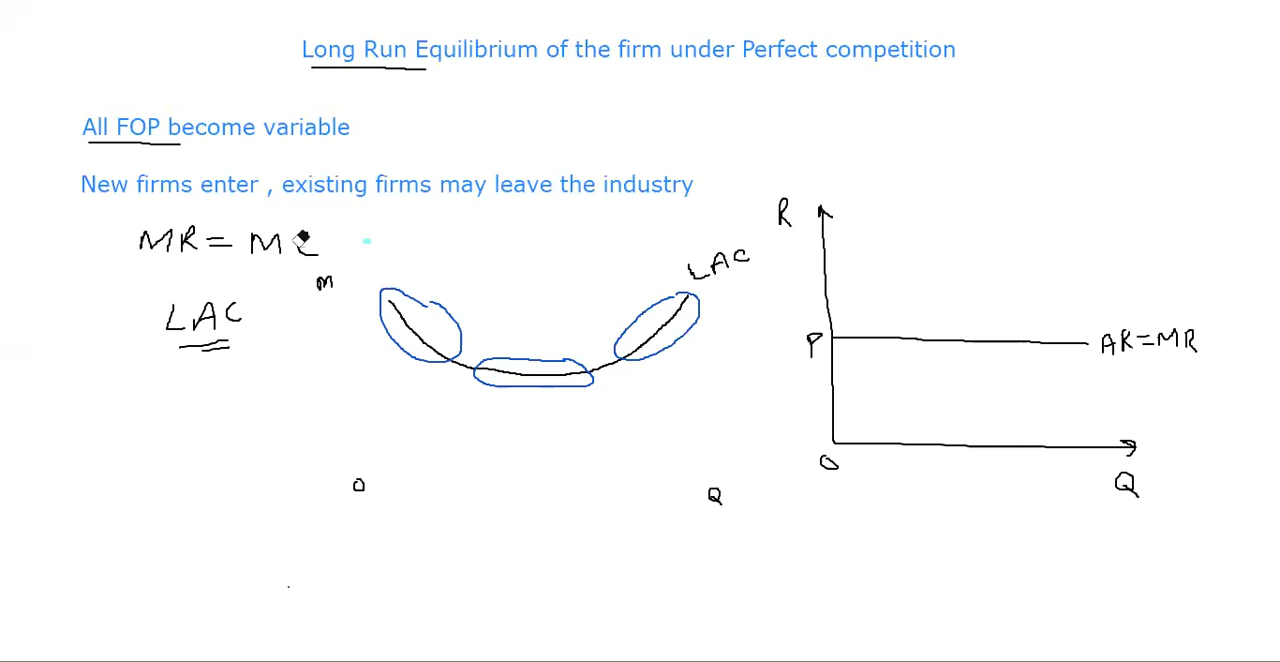 Long Run Equilibrium of the firm under Perfect competition
All FOP become variable
New firms enter , existing firms may leave the industry
MR = MC
m
LAC
LAC
O
Q
R
P
AR=MR
O
Q